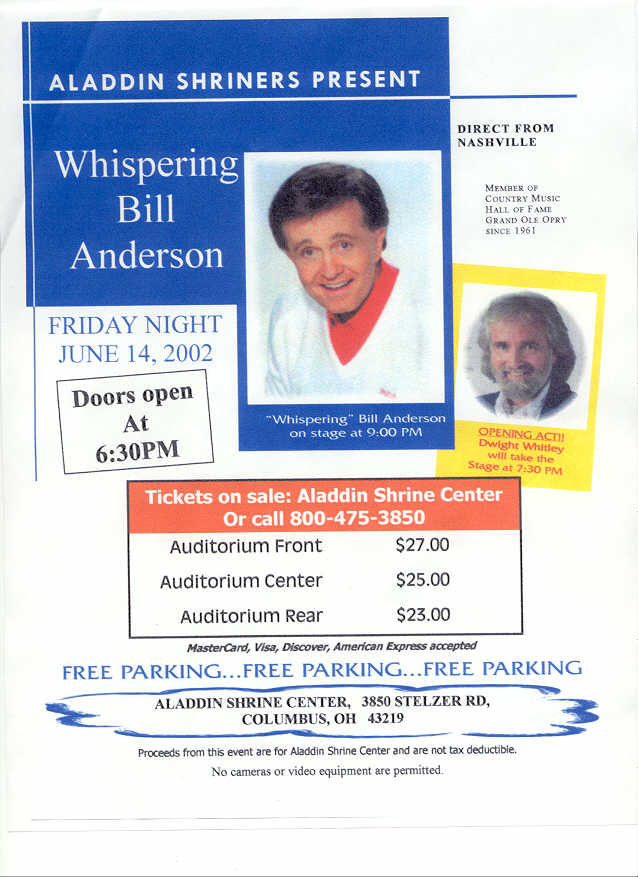 ALADDIN SHRINERS PRESENT
Whispering
Bill
Anderson
DIRECT FROM
NASHVILLE
MEMBER OF
COUNTRY MUSIC
HALL OF FAME
GRAND OLE OPRY
SINCE 1961
FRIDAY NIGHT
JUNE 14, 2002
Doors open
At
6:30PM
"Whispering" Bill Anderson
on stage at 9:00 PM
OPENING ACT!!
Dwight Whitley
will take the
Stage at 7:30 PM
Tickets on sale: Aladdin Shrine Center
Or call 800-475-3850
Auditorium Front $27.00
Auditorium Center $25.00
Auditorium Rear $23.00
MasterCard, Visa, Discover, American Express accepted
FREE PARKING...FREE PARKING...FREE PARKING
ALADDIN SHRINE CENTER, 3850 STELZER RD,
COLUMBUS, OH 43219
Proceeds from this event are for Aladdin Shrine Center and are not tax deductible.
No cameras or video equipment are permitted.